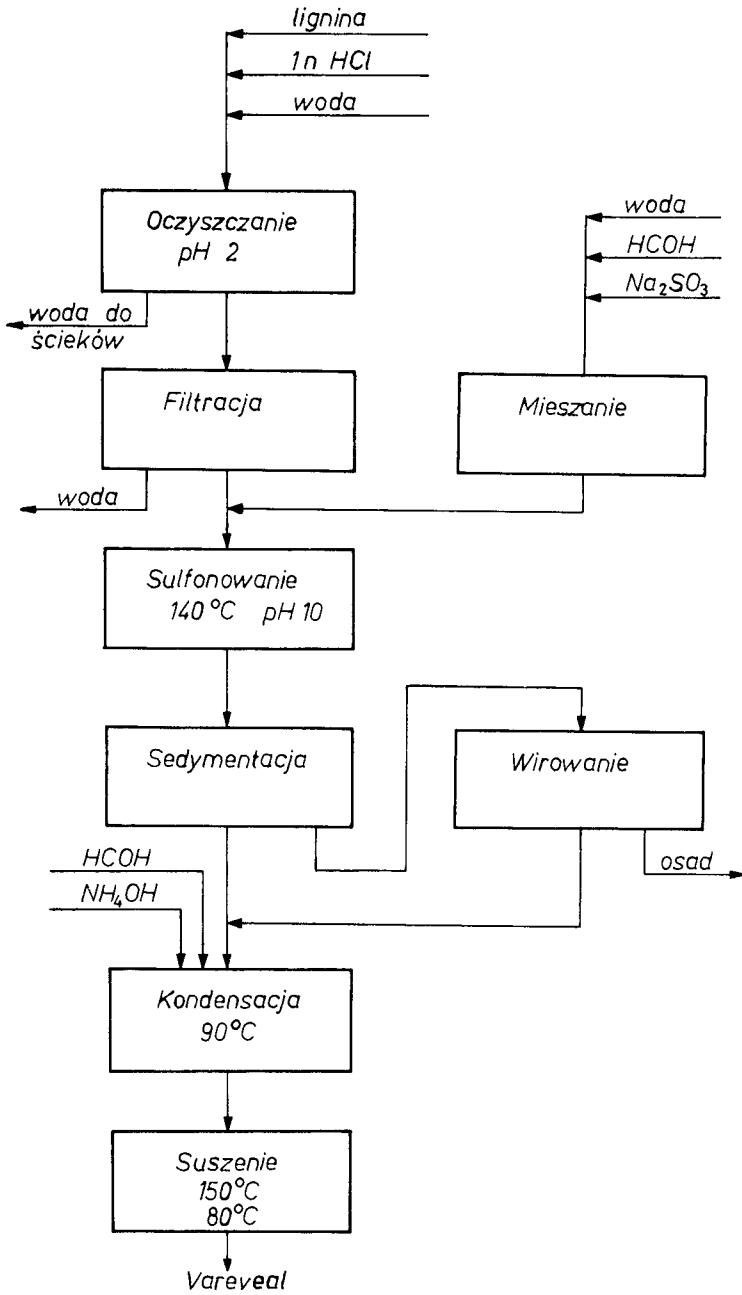 lignina
1n HCl
woda
Oczyszczanie
pH 2
woda do
ścieków
woda
HCOH
Na₂SO₃
Filtracja
Mieszanie
woda
Sulfonowanie
140°C pH 10
Sedymentacja
Wirowanie
HCOH
NH₄OH
osad
Kondensacja
90°C
Suszenie
150°C
80°C
Vareveal